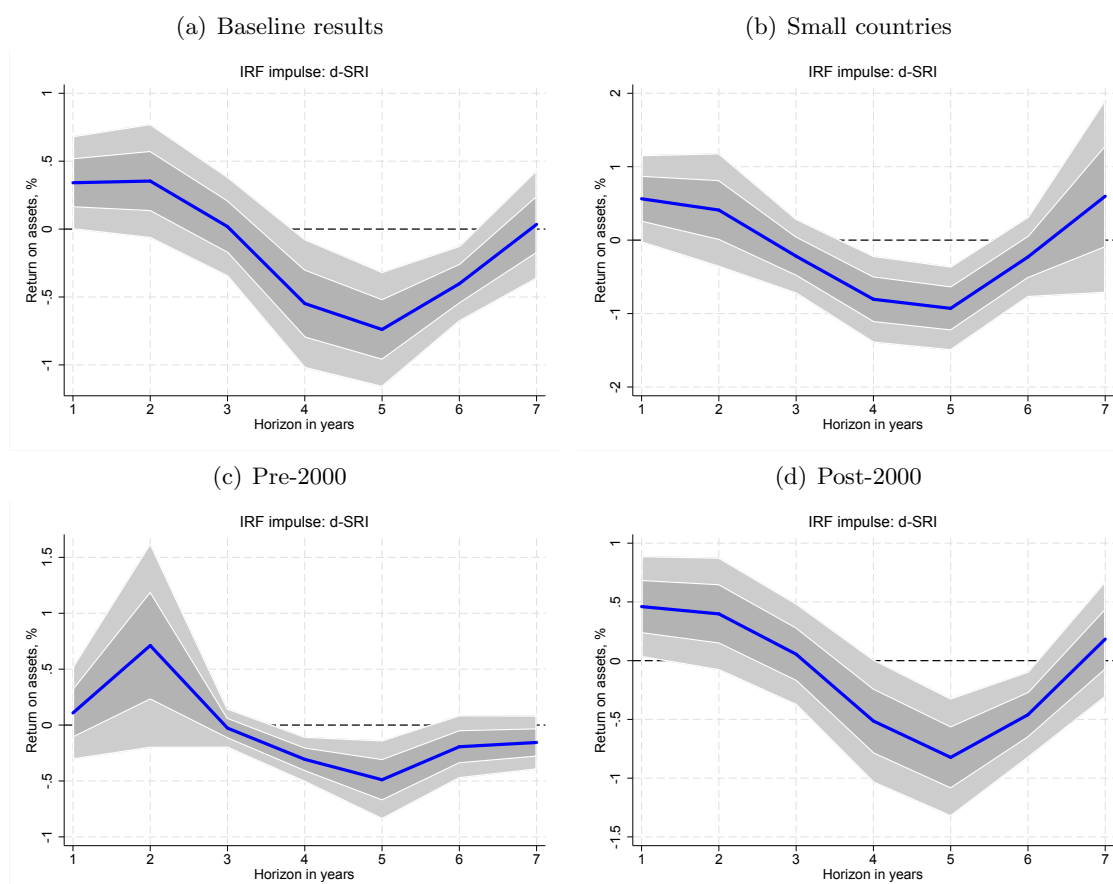 (a) Baseline results
IRF impulse: d-SRI
Return on assets, %
1
.5
0
-.5
-1
1 2 3 4 5 6 7
Horizon in years
(b) Small countries
IRF impulse: d-SRI
Return on assets, %
2
1
0
-1
-2
1 2 3 4 5 6 7
Horizon in years
(c) Pre-2000
IRF impulse: d-SRI
Return on assets, %
1.5
1
.5
0
-.5
-1
1 2 3 4 5 6 7
Horizon in years
(d) Post-2000
IRF impulse: d-SRI
Return on assets, %
1
.5
0
-.5
-1
-1.5
1 2 3 4 5 6 7
Horizon in years